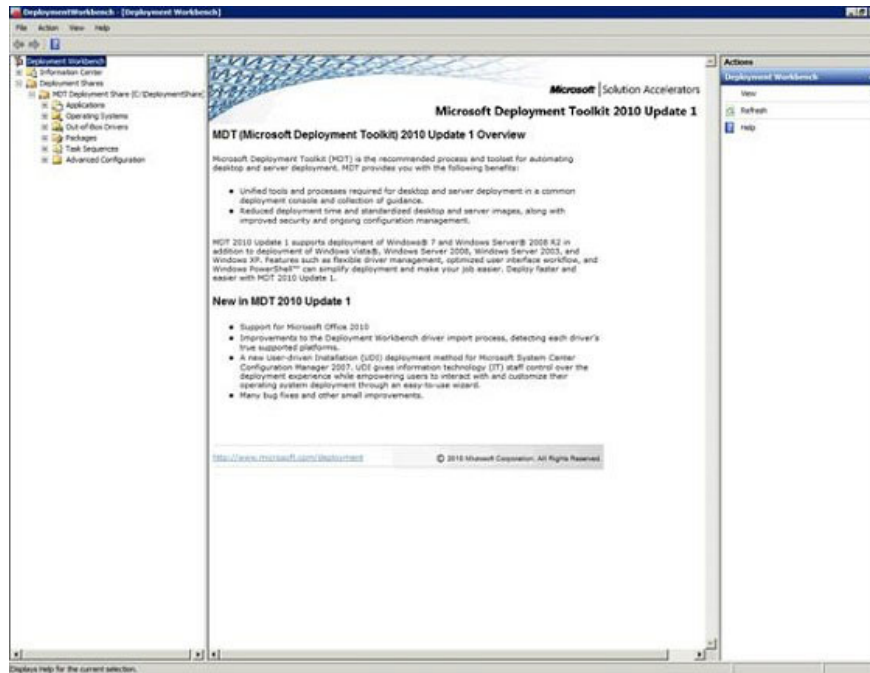 DeploymentWorkbench - [Deployment Workbench]
File Action View Help
Deployment Workbench
Information Center
Deployment Shares
MDT Deployment Share (C:\DeploymentShare)
Applications
Operating Systems
Out-of-Box Drivers
Packages
Task Sequences
Advanced Configuration
Microsoft | Solution Accelerators
Microsoft Deployment Toolkit 2010 Update 1
MDT (Microsoft Deployment Toolkit) 2010 Update 1 Overview
Microsoft Deployment Toolkit (MDT) is the recommended process and toolset for automating
desktop and server deployment. MDT provides you with the following benefits:
• Unified tools and processes required for desktop and server deployment in a common
deployment console and collection of guidance.
• Reduced deployment time and standardized desktop and server images, along with
improved security and ongoing configuration management.
MDT 2010 Update 1 supports deployment of Windows® 7 and Windows Server® 2008 R2 in
addition to deployment of Windows Vista®, Windows Server 2008, Windows Server 2003, and
Windows XP. Features such as flexible driver management, optimized user interface workflow, and
Windows PowerShell™ can simplify deployment and make your job easier. Deploy faster and
easier with MDT 2010 Update 1.
New in MDT 2010 Update 1
• Support for Microsoft Office 2010
• Improvements to the Deployment Workbench driver import process, detecting each driver's
true supported platforms.
• A new User-driven Installation (UDI) deployment method for Microsoft System Center
Configuration Manager 2007. UDI gives information technology (IT) staff control over the
deployment experience while empowering users to interact with and customize their
operating system deployment through an easy-to-use wizard.
• Many bug fixes and other small improvements.
http://www.microsoft.com/deployment
© 2010 Microsoft Corporation. All Rights Reserved.
Actions
Deployment Workbench
View
Refresh
Help
Displays Help for the current selection.